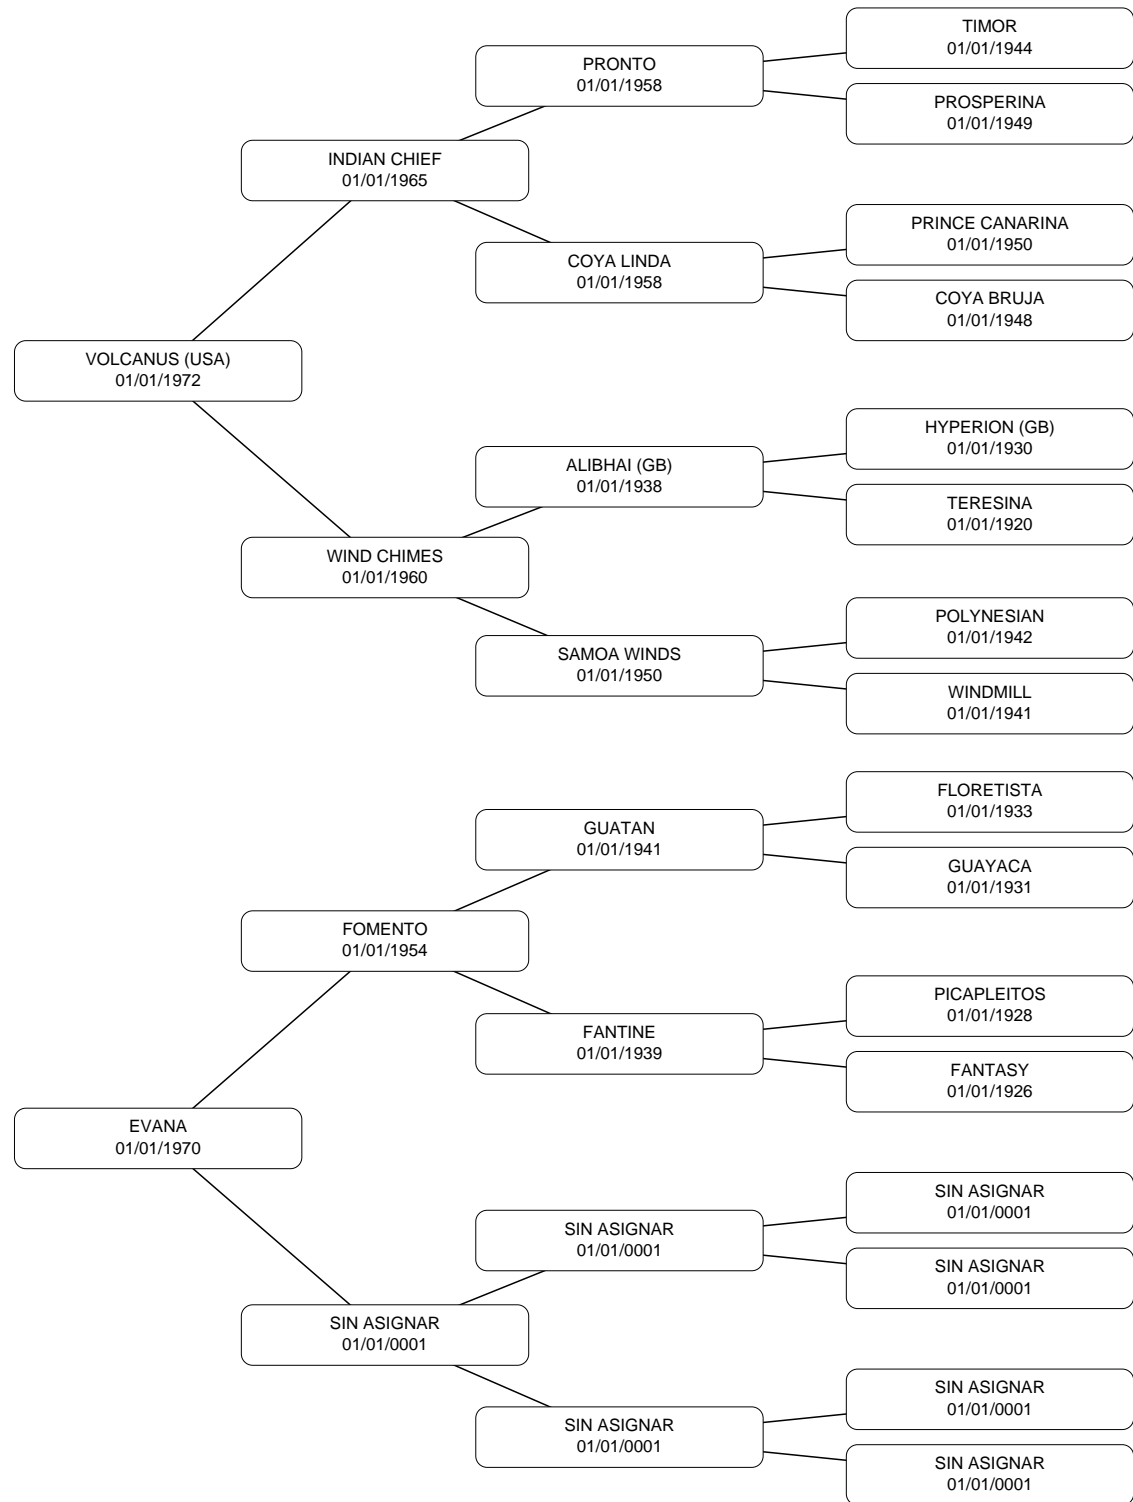 TIMOR
01/01/1944
PRONTO
01/01/1958
PROSPERINA
01/01/1949
INDIAN CHIEF
01/01/1965
PRINCE CANARINA
01/01/1950
COYA LINDA
01/01/1958
COYA BRUJA
01/01/1948
VOLCANUS (USA)
01/01/1972
HYPERION (GB)
01/01/1930
ALIBHAI (GB)
01/01/1938
TERESINA
01/01/1920
WIND CHIMES
01/01/1960
POLYNESIAN
01/01/1942
SAMOA WINDS
01/01/1950
WINDMILL
01/01/1941
FLORETISTA
01/01/1933
GUATAN
01/01/1941
GUAYACA
01/01/1931
FOMENTO
01/01/1954
PICAPLEITOS
01/01/1928
FANTINE
01/01/1939
FANTASY
01/01/1926
EVANA
01/01/1970
SIN ASIGNAR
01/01/0001
SIN ASIGNAR
01/01/0001
SIN ASIGNAR
01/01/0001
SIN ASIGNAR
01/01/0001
SIN ASIGNAR
01/01/0001
SIN ASIGNAR
01/01/0001
SIN ASIGNAR
01/01/0001